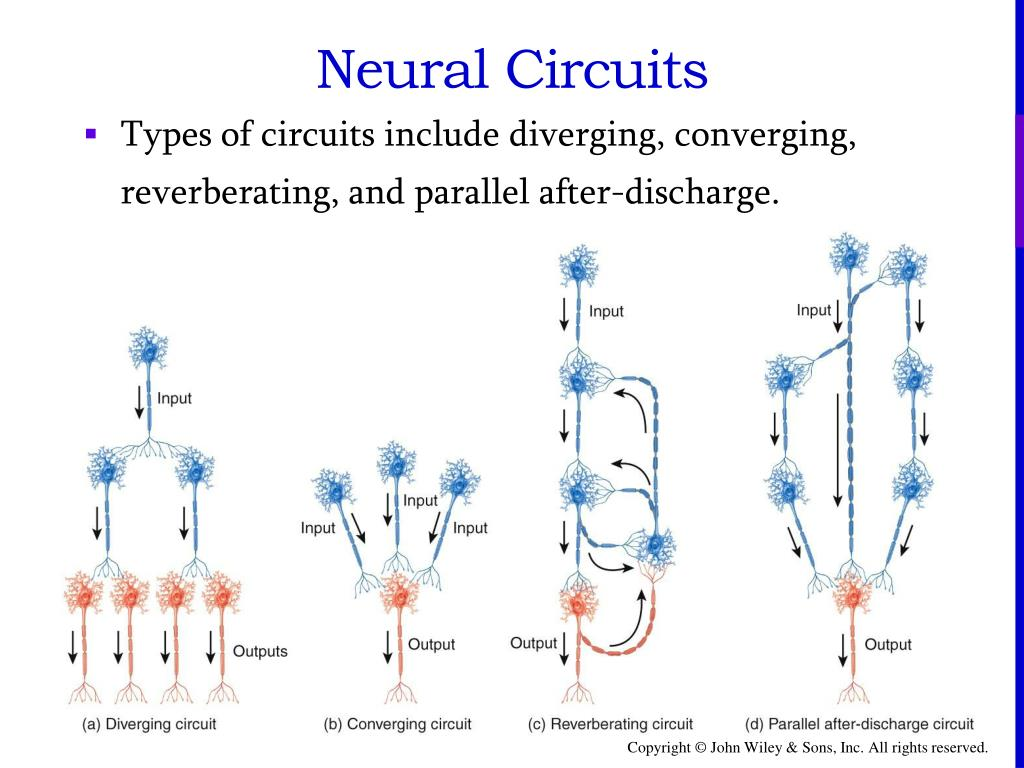 Neural Circuits
▪ Types of circuits include diverging, converging,
reverberating, and parallel after-discharge.
Input
Outputs
(a) Diverging circuit
Input
Input
Input
Output
(b) Converging circuit
Input
Output
(c) Reverberating circuit
Input
Output
(d) Parallel after-discharge circuit
Copyright © John Wiley & Sons, Inc. All rights reserved.